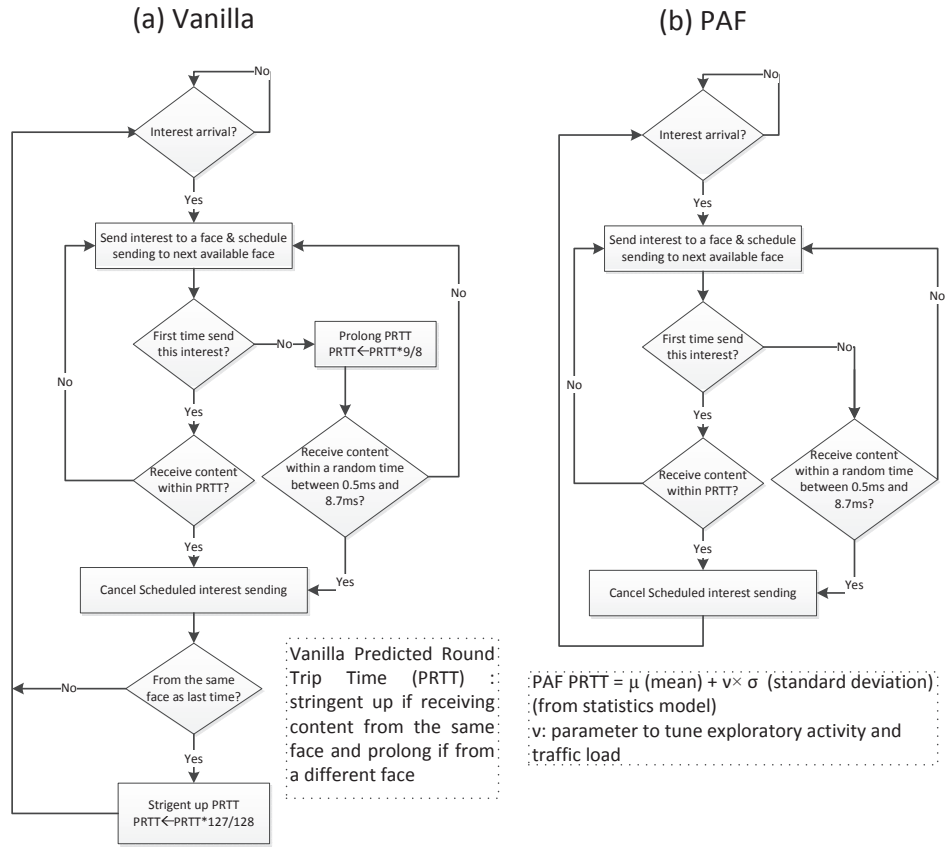 (a) Vanilla
No
Interest arrival?
Yes
Send interest to a face & schedule
sending to next available face
No
First time send
this interest?
No
Prolong PRTT
PRTT←PRTT*9/8
No
Yes
Receive content
within PRTT?
Receive content
within a random time
between 0.5ms and
8.7ms?
Yes
Yes
Cancel Scheduled interest sending
From the same
face as last time?
No
Yes
Strigent up PRTT
PRTT←PRTT*127/128
Vanilla Predicted Round
Trip Time (PRTT) :
stringent up if receiving
content from the same
face and prolong if from
a different face
(b) PAF
No
Interest arrival?
Yes
Send interest to a face & schedule
sending to next available face
No
First time send
this interest?
No
No
Yes
Receive content
within PRTT?
Receive content
within a random time
between 0.5ms and
8.7ms?
Yes
Yes
Cancel Scheduled interest sending
PAF PRTT = μ (mean) + ν× σ (standard deviation)
(from statistics model)
ν: parameter to tune exploratory activity and
traffic load